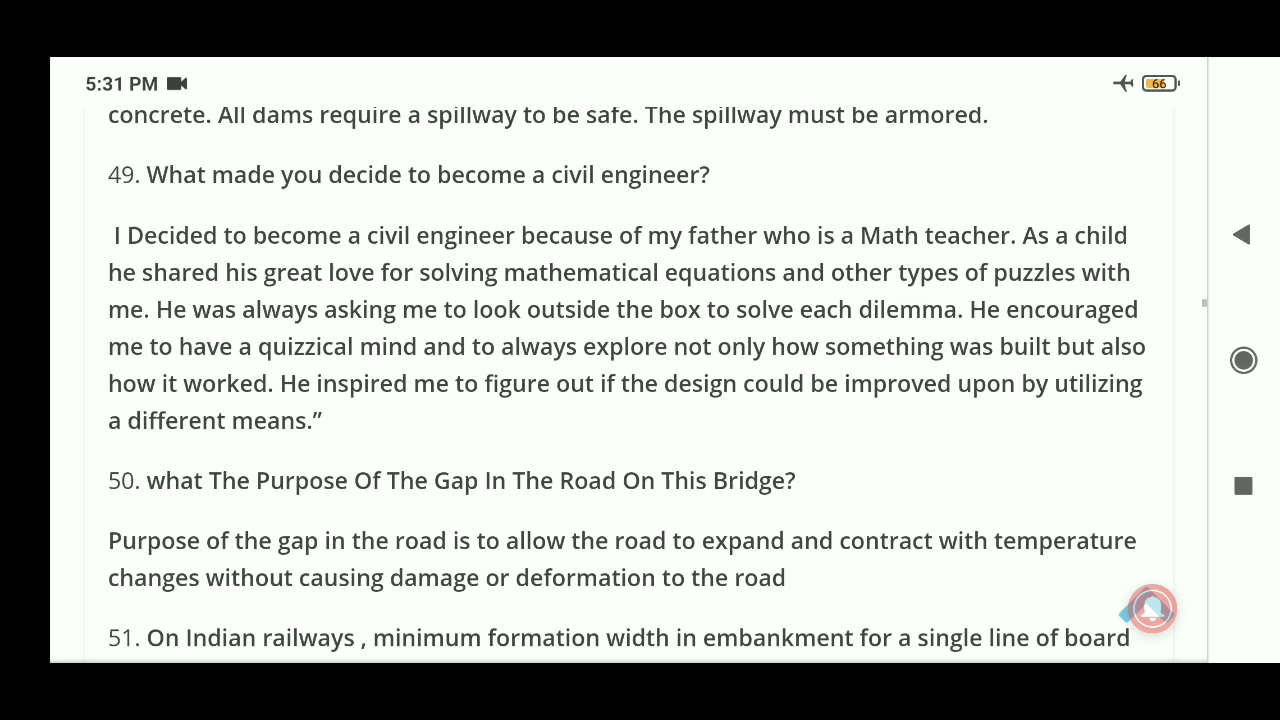 5:31 PM
66
concrete. All dams require a spillway to be safe. The spillway must be armored.
49. What made you decide to become a civil engineer?
I Decided to become a civil engineer because of my father who is a Math teacher. As a child
he shared his great love for solving mathematical equations and other types of puzzles with
me. He was always asking me to look outside the box to solve each dilemma. He encouraged
me to have a quizzical mind and to always explore not only how something was built but also
how it worked. He inspired me to figure out if the design could be improved upon by utilizing
a different means.”
50. what The Purpose Of The Gap In The Road On This Bridge?
Purpose of the gap in the road is to allow the road to expand and contract with temperature
changes without causing damage or deformation to the road
51. On Indian railways , minimum formation width in embankment for a single line of board